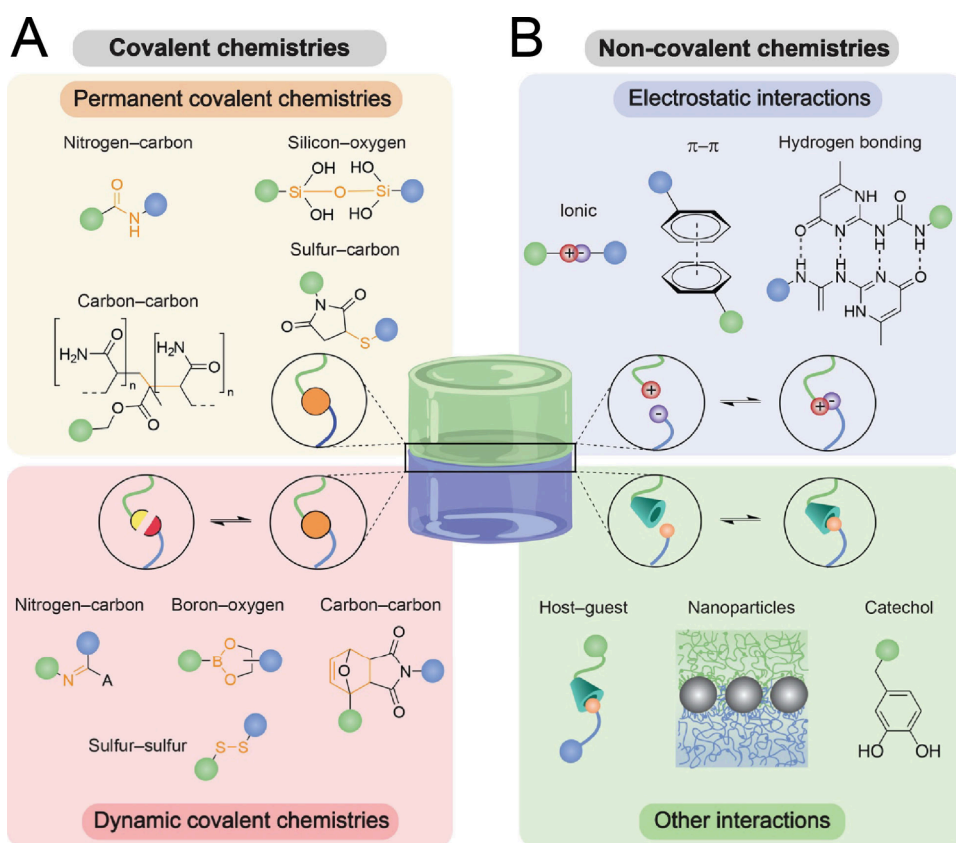 A
Covalent chemistries
Permanent covalent chemistries
Nitrogen–carbon
O
N
H
Silicon–oxygen
OH
HO
Si
O
Si
OH
HO
Sulfur–carbon
O
N
O
S
Carbon–carbon
H₂N
O
H₂N
O
n
n
O
O
Nitrogen–carbon
N
A
Boron–oxygen
O
B
O
Carbon–carbon
O
O
N
O
Sulfur–sulfur
S–S
Dynamic covalent chemistries
B
Non-covalent chemistries
Electrostatic interactions
Ionic
+
-
π–π
Hydrogen bonding
NH
O
N
O
N
N
H
H
H
H
N
N
N
O
NH
+
-
+
-
Host–guest
Nanoparticles
Catechol
HO
OH
Other interactions